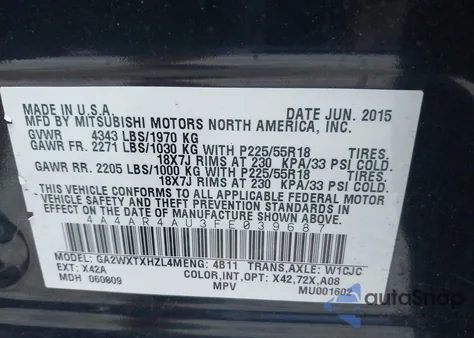 MADE IN U.S.A. DATE JUN. 2015
MFD BY MITSUBISHI MOTORS NORTH AMERICA, INC.
GVWR 4343 LBS/1970 KG
GAWR FR. 2271 LBS/1030 KG WITH P225/55R18 TIRES,
18X7J RIMS AT 230 KPA/33 PSI COLD.
GAWR RR. 2205 LBS/1000 KG WITH P225/55R18 TIRES,
18X7J RIMS AT 230 KPA/33 PSI COLD.
THIS VEHICLE CONFORMS TO ALL APPLICABLE FEDERAL MOTOR
VEHICLE SAFETY AND THEFT PREVENTION STANDARDS IN
EFFECT ON THE DATE OF MANUFACTURE SHOWN ABOVE.
4A4AR4AU3FE039687
MODEL: GA2WXTXHZL4M ENG: 4B11 TRANS,AXLE: W1CJC
EXT: X42A COLOR,INT,OPT: X42,72X,A08
MDH 060809 MPV MU001602
autoSnap